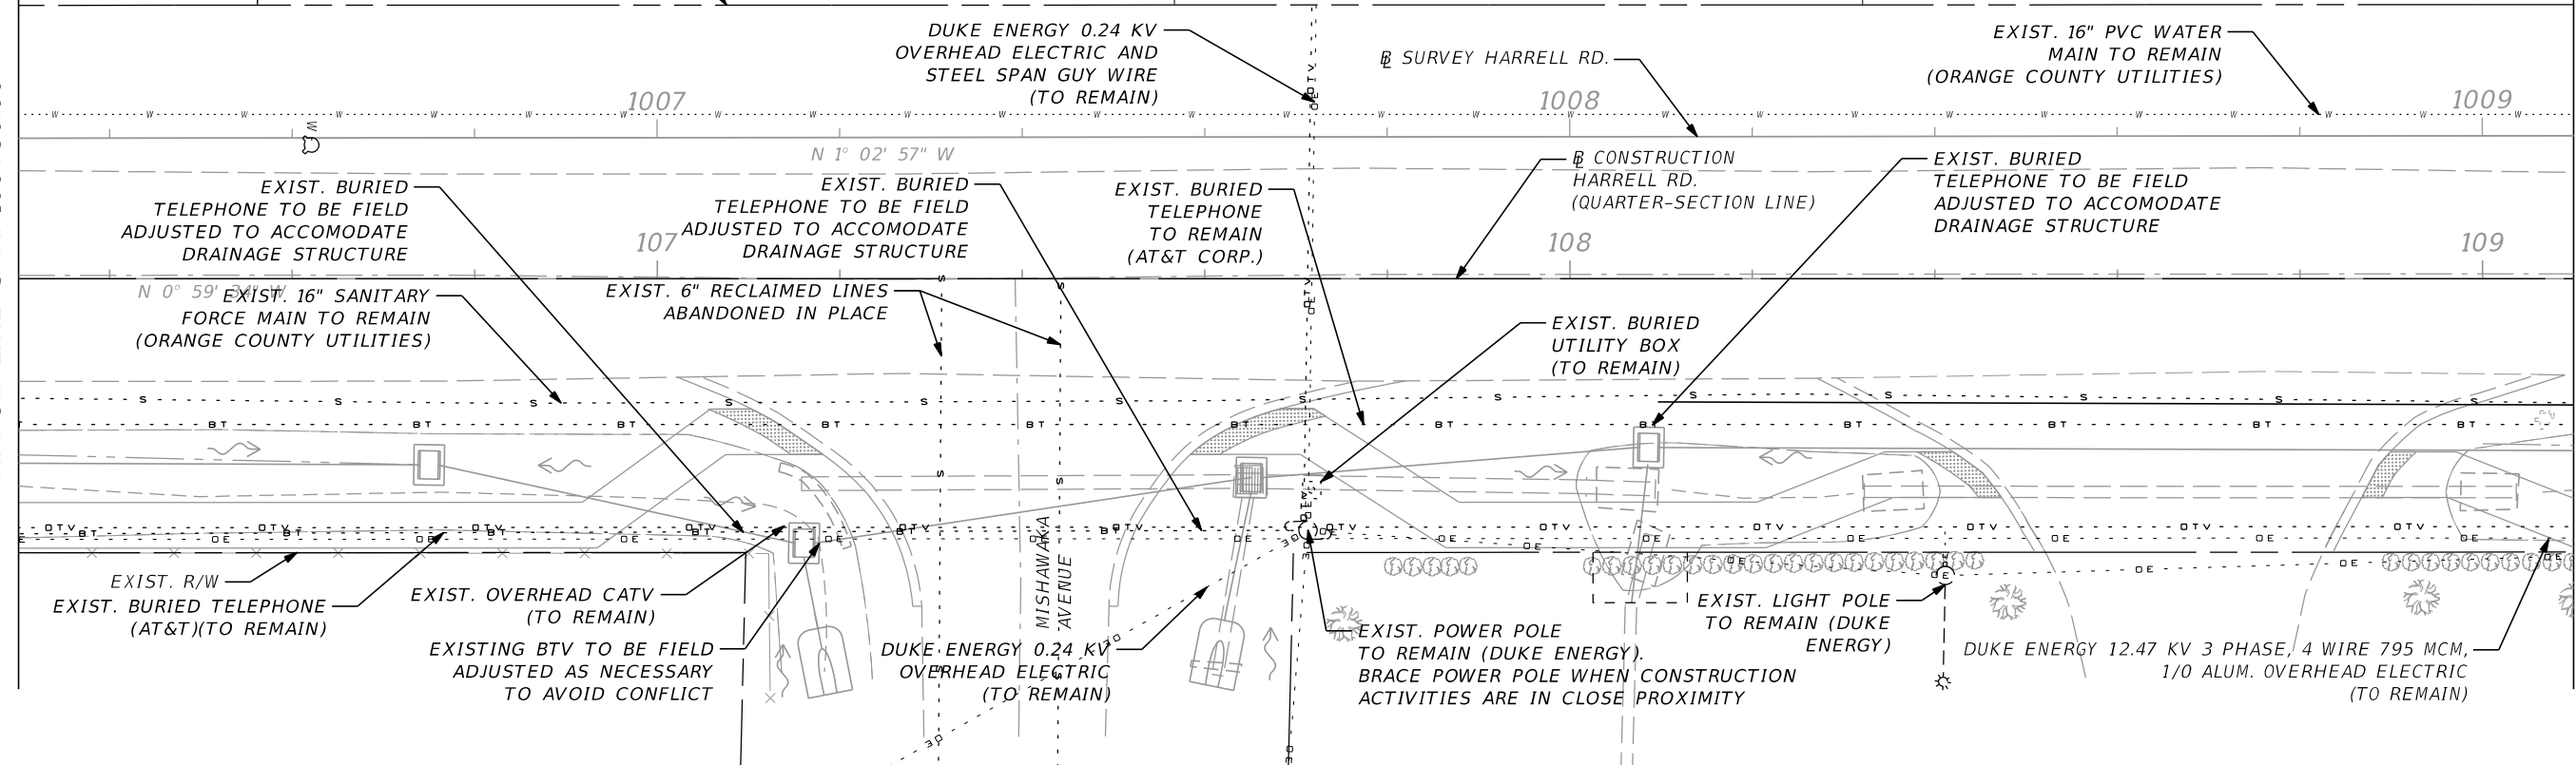 DUKE ENERGY 0.24 KV
OVERHEAD ELECTRIC AND
STEEL SPAN GUY WIRE
(TO REMAIN)
℄ SURVEY HARRELL RD.
EXIST. 16" PVC WATER
MAIN TO REMAIN
(ORANGE COUNTY UTILITIES)
1007
1008
1009
N 1° 02' 57" W
EXIST. BURIED
TELEPHONE TO BE FIELD
ADJUSTED TO ACCOMODATE
DRAINAGE STRUCTURE
EXIST. BURIED
TELEPHONE TO BE FIELD
ADJUSTED TO ACCOMODATE
DRAINAGE STRUCTURE
EXIST. BURIED
TELEPHONE
TO REMAIN
(AT&T CORP.)
CONSTRUCTION
HARRELL RD.
(QUARTER-SECTION LINE)
EXIST. BURIED
TELEPHONE TO BE FIELD
ADJUSTED TO ACCOMODATE
DRAINAGE STRUCTURE
107
108
109
N 0° 59' 34" W
EXIST. 16" SANITARY
FORCE MAIN TO REMAIN
(ORANGE COUNTY UTILITIES)
EXIST. 6" RECLAIMED LINES
ABANDONED IN PLACE
EXIST. BURIED
UTILITY BOX
(TO REMAIN)
MISHAWAKA
AVENUE
EXIST. R/W
EXIST. BURIED TELEPHONE
(AT&T)(TO REMAIN)
EXIST. OVERHEAD CATV
(TO REMAIN)
EXISTING BTV TO BE FIELD
ADJUSTED AS NECESSARY
TO AVOID CONFLICT
DUKE ENERGY 0.24 KV
OVERHEAD ELECTRIC
(TO REMAIN)
EXIST. POWER POLE
TO REMAIN (DUKE ENERGY).
BRACE POWER POLE WHEN CONSTRUCTION
ACTIVITIES ARE IN CLOSE PROXIMITY
EXIST. LIGHT POLE
TO REMAIN (DUKE
ENERGY)
DUKE ENERGY 12.47 KV 3 PHASE, 4 WIRE 795 MCM,
1/0 ALUM. OVERHEAD ELECTRIC
(TO REMAIN)